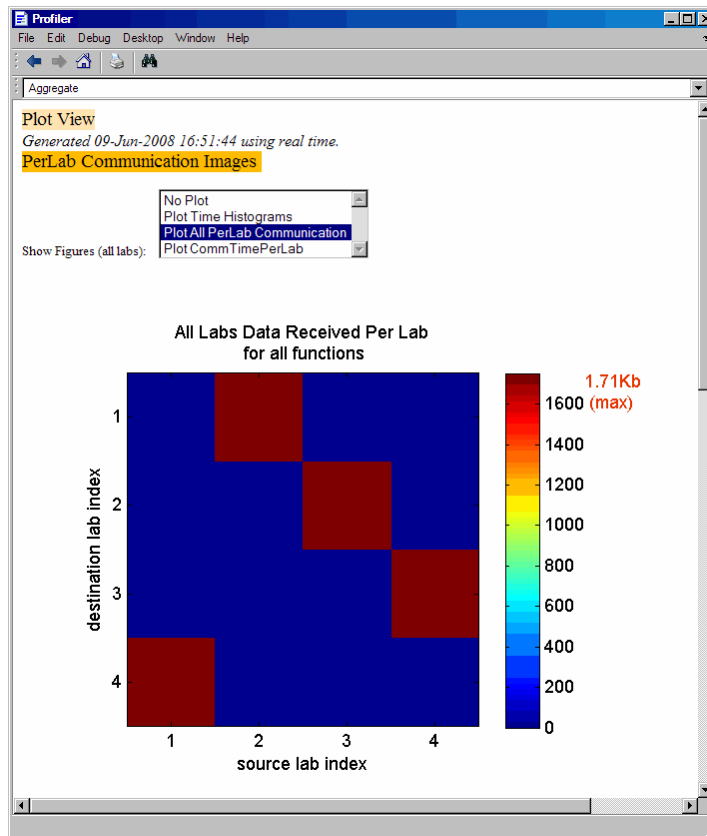 Profiler
File Edit Debug Desktop Window Help
Aggregate
Plot View
Generated 09-Jun-2008 16:51:44 using real time.
PerLab Communication Images
No Plot
Plot Time Histograms
Plot All PerLab Communication
Plot CommTimePerLab
Show Figures (all labs):
All Labs Data Received Per Lab
for all functions
1.71Kb
(max)
1600
1400
1200
1000
800
600
400
200
0
destination lab index
1
2
3
4
1 2 3 4
source lab index